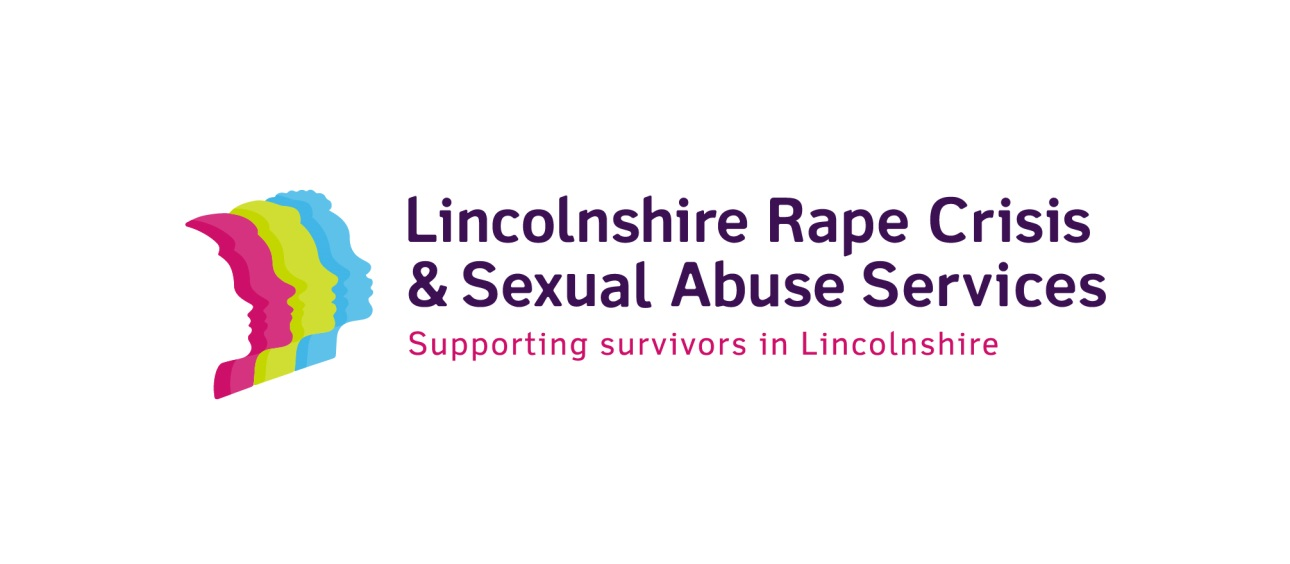 Lincolnshire Rape Crisis
& Sexual Abuse Services
Supporting survivors in Lincolnshire